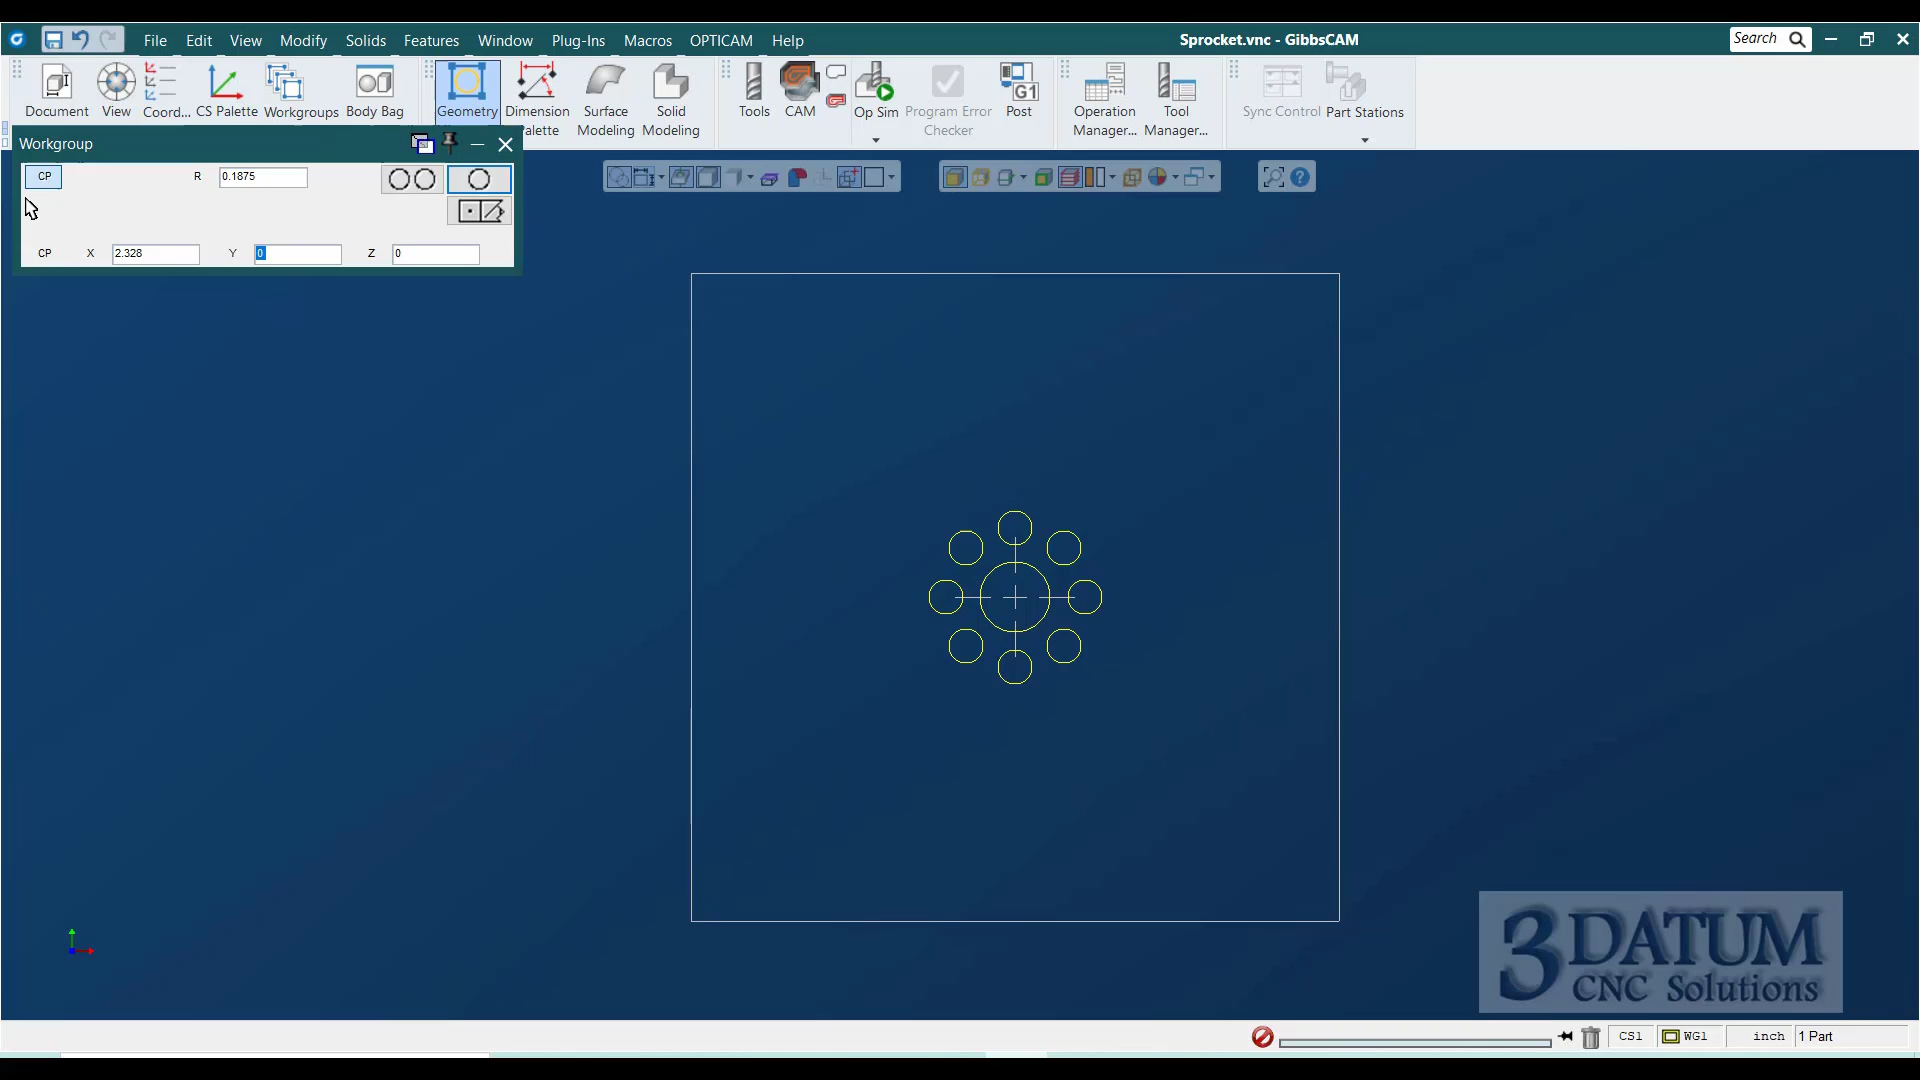 File Edit View Modify Solids Features Window Plug-Ins Macros OPTICAM Help
Sprocket.vnc - GibbsCAM
Search
Document View Coord... CS Palette Workgroups Body Bag
Geometry Dimension Surface Solid
alette Modeling Modeling
Tools CAM Op Sim Program Error Post
Checker
G1
Operation Tool
Manager... Manager...
Sync Control Part Stations
Workgroup
CP R 0.1875
CP X 2.328 Y 0 Z 0
3DATUM
CNC Solutions
CS1 WG1 inch 1 Part